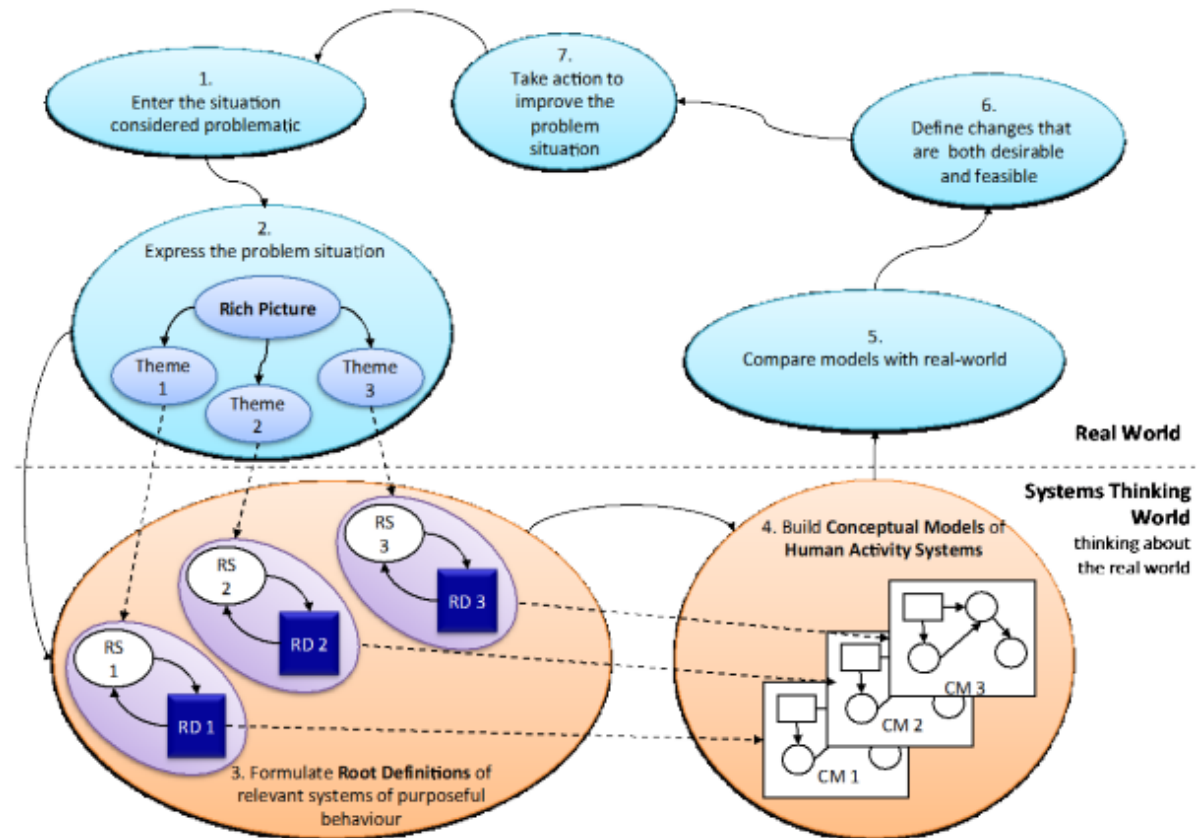 1.
Enter the situation
considered problematic
7.
Take action to
improve the
problem
situation
6.
Define changes that
are both desirable
and feasible
2.
Express the problem situation
Rich Picture
Theme
1
Theme
2
Theme
3
5.
Compare models with real-world
Real World
Systems Thinking
World
thinking about
the real world
RS
1
RD 1
RS
2
RD 2
RS
3
RD 3
3. Formulate Root Definitions of
relevant systems of purposeful
behaviour
4. Build Conceptual Models of
Human Activity Systems
CM 3
CM 2
CM 1